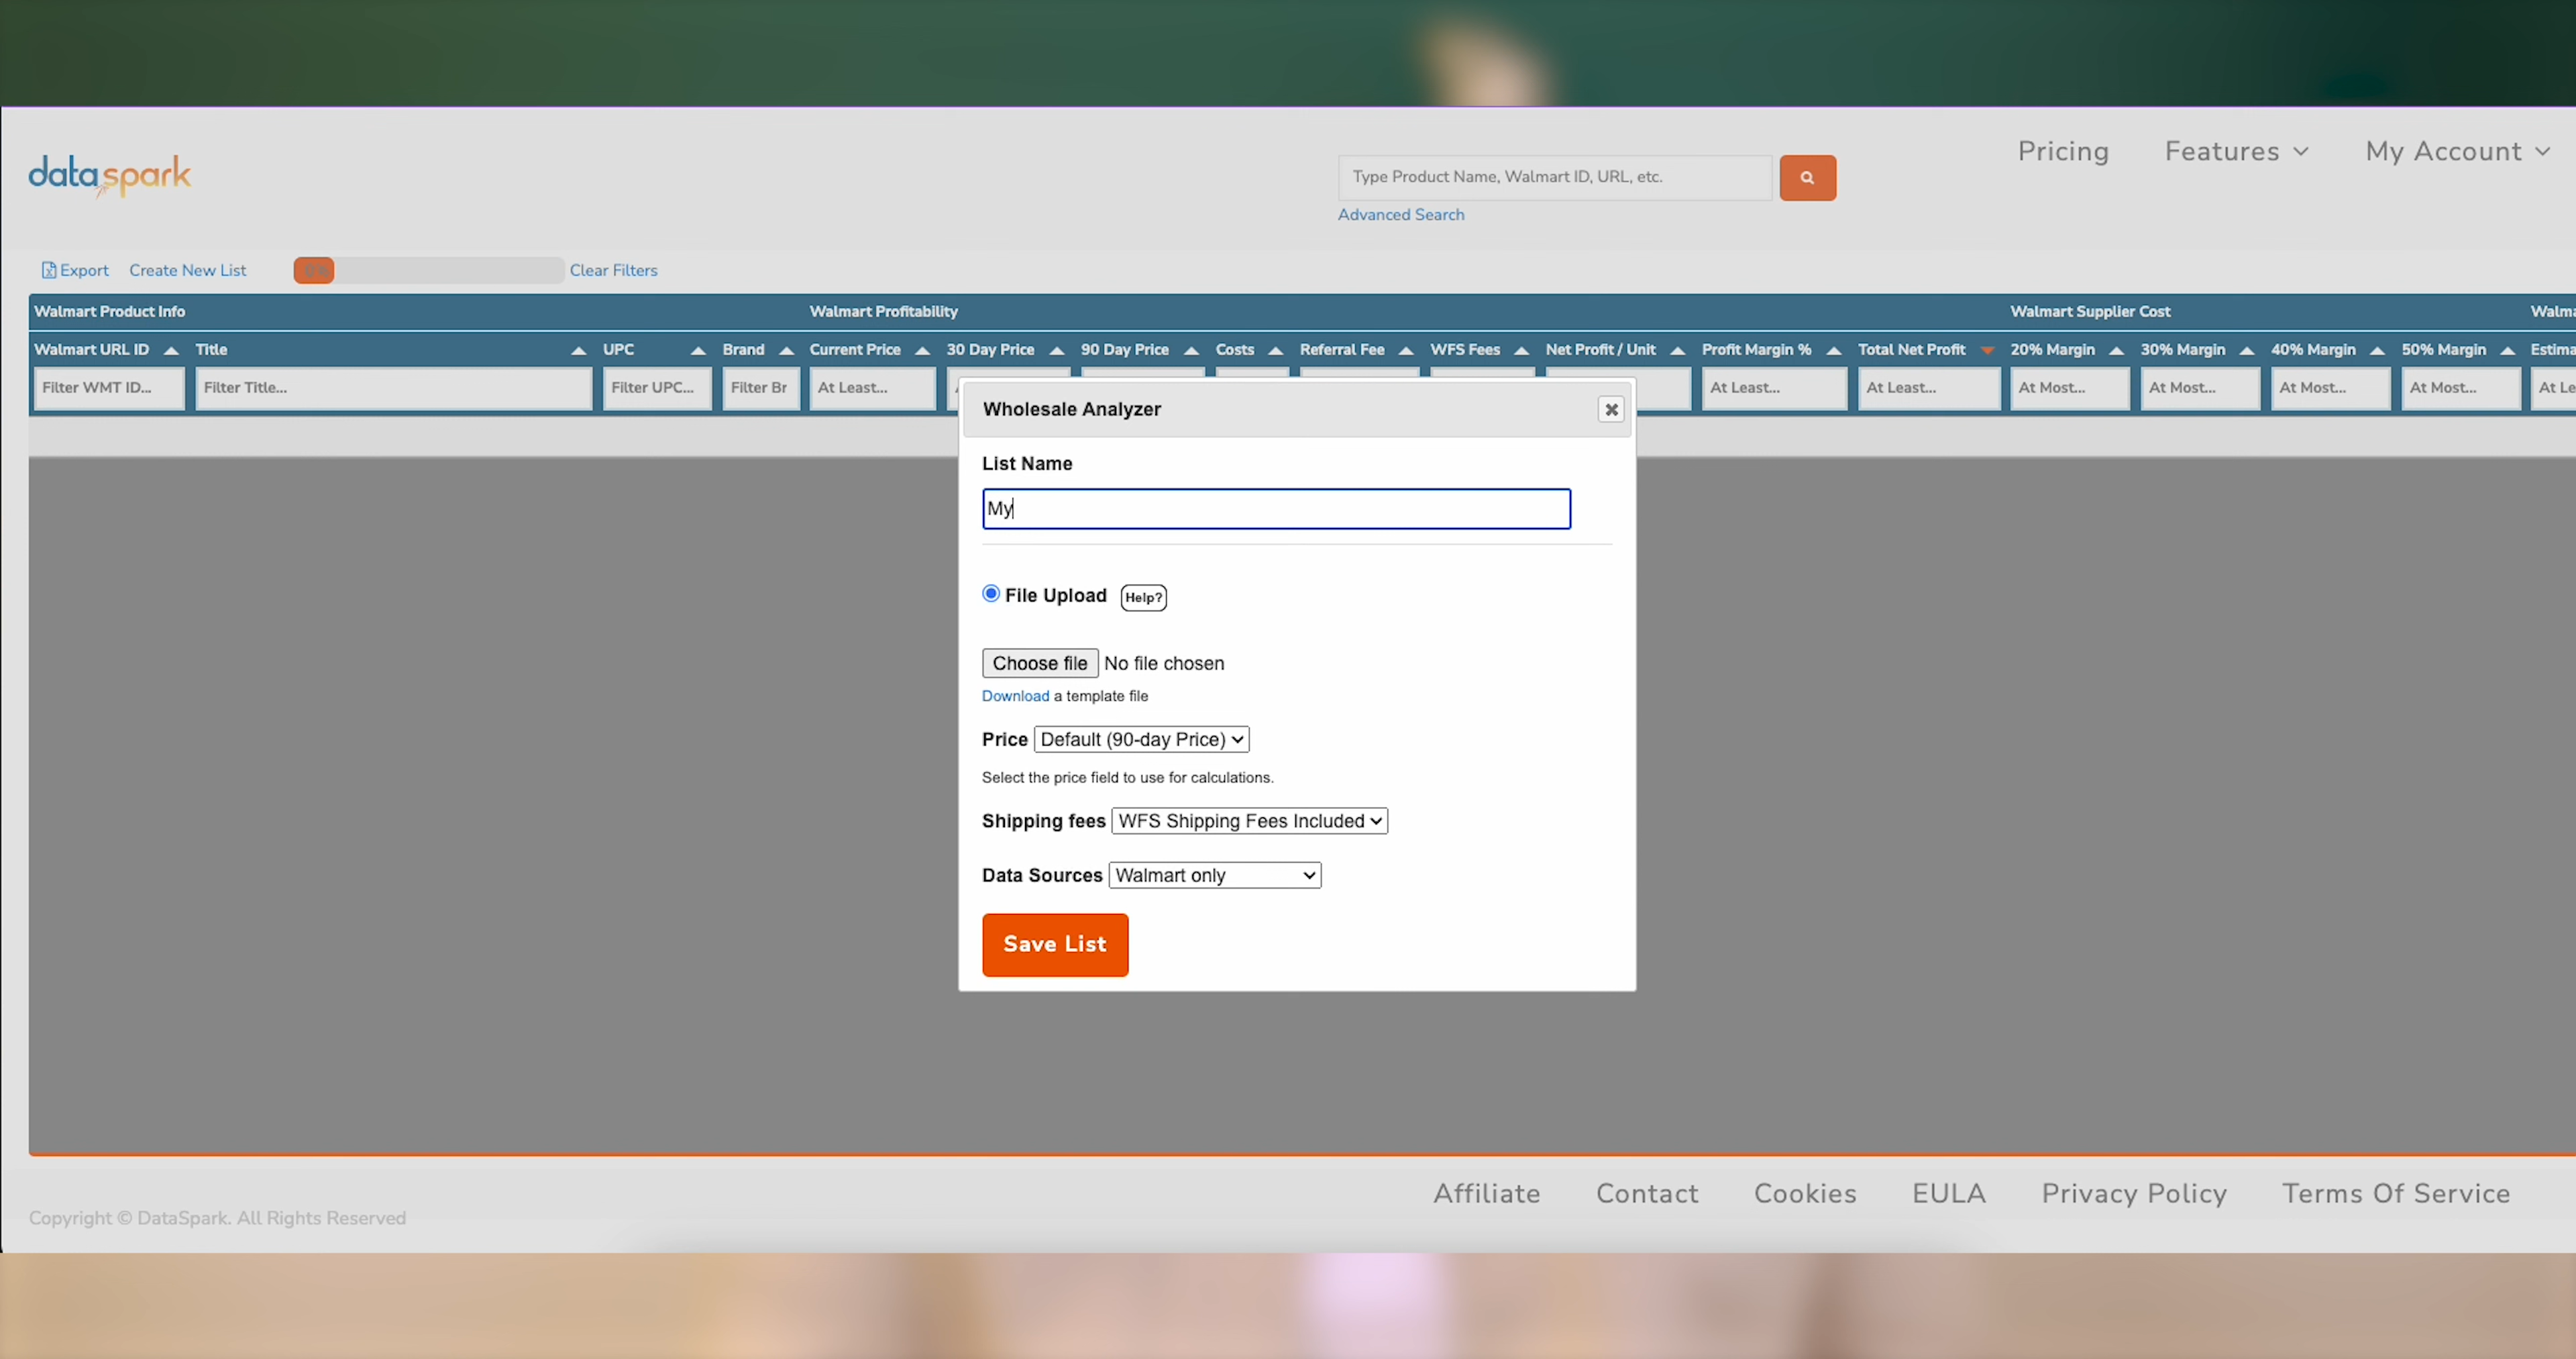 dataspark
Type Product Name, Walmart ID, URL, etc.
Advanced Search
Pricing
Features
My Account
Export
Create New List
Clear Filters
Walmart Product Info
Walmart Profitability
Walmart Supplier Cost
Walma
Walmart URL ID
Title
UPC
Brand
Current Price
30 Day Price
90 Day Price
Costs
Referral Fee
WFS Fees
Net Profit / Unit
Profit Margin %
Total Net Profit
20% Margin
30% Margin
40% Margin
50% Margin
Estima
Filter WMT ID...
Filter Title...
Filter UPC...
Filter Br
At Least...
At Least...
At Least...
At Most...
At Most...
At Most...
At Most...
At Le
Wholesale Analyzer
List Name
My
File Upload
Help?
Choose file No file chosen
Download a template file
Price Default (90-day Price)
Select the price field to use for calculations.
Shipping fees WFS Shipping Fees Included
Data Sources Walmart only
Save List
Affiliate
Contact
Cookies
EULA
Privacy Policy
Terms Of Service
Copyright © DataSpark. All Rights Reserved